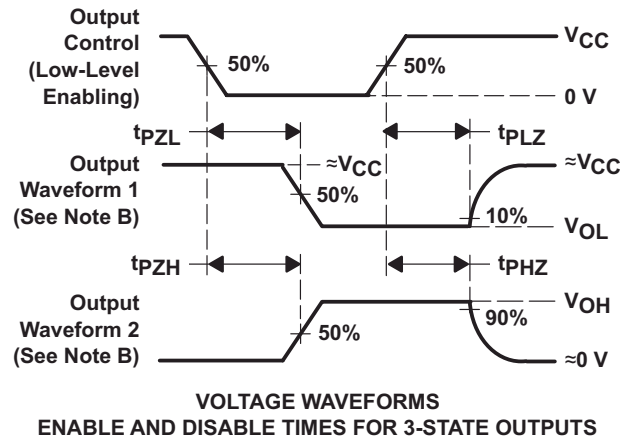 Output
Control
(Low-Level
Enabling)
50%
50%
VCC
0 V
tPZL
tPLZ
Output
Waveform 1
(See Note B)
≈VCC
50%
≈VCC
10%
VOL
tPZH
tPHZ
Output
Waveform 2
(See Note B)
50%
VOH
90%
≈0 V
VOLTAGE WAVEFORMS
ENABLE AND DISABLE TIMES FOR 3-STATE OUTPUTS